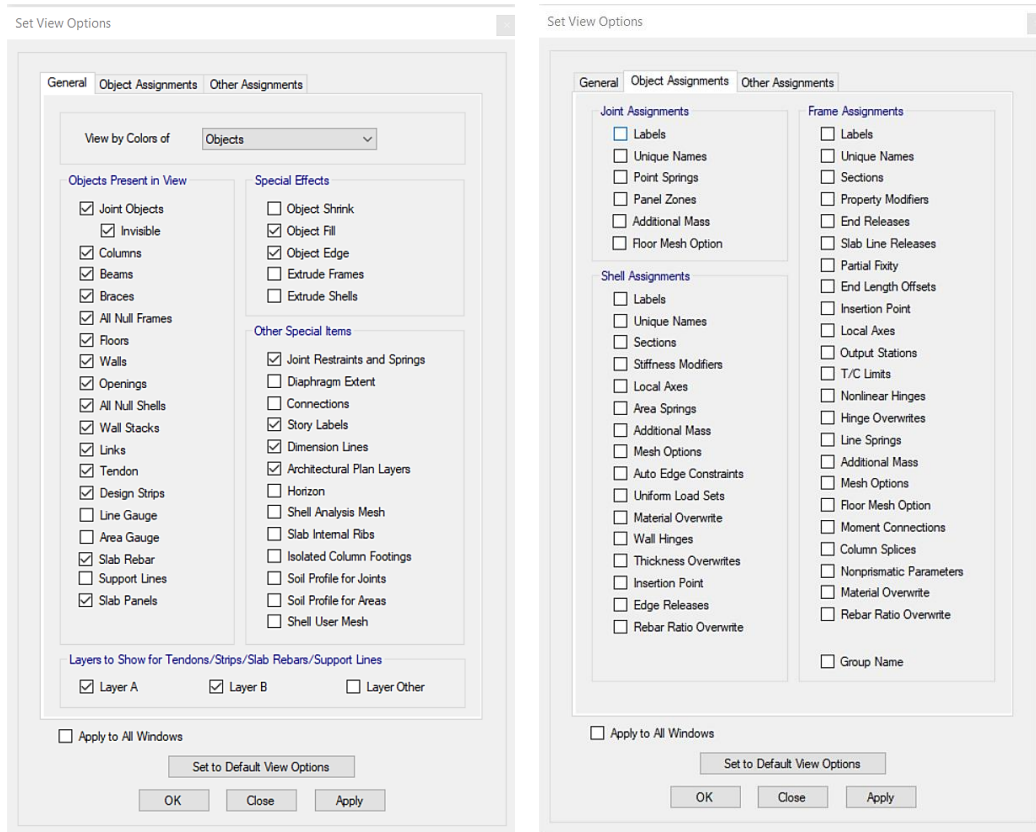 Set View Options
General
Object Assignments
Other Assignments
View by Colors of
Objects
Objects Present in View
Joint Objects
Invisible
Columns
Beams
Braces
All Null Frames
Floors
Walls
Openings
All Null Shells
Wall Stacks
Links
Tendon
Design Strips
Line Gauge
Area Gauge
Slab Rebar
Support Lines
Slab Panels
Special Effects
Object Shrink
Object Fill
Object Edge
Extrude Frames
Extrude Shells
Other Special Items
Joint Restraints and Springs
Diaphragm Extent
Connections
Story Labels
Dimension Lines
Architectural Plan Layers
Horizon
Shell Analysis Mesh
Slab Internal Ribs
Isolated Column Footings
Soil Profile for Joints
Soil Profile for Areas
Shell User Mesh
Layers to Show for Tendons/Strips/Slab Rebars/Support Lines
Layer A
Layer B
Layer Other
Apply to All Windows
Set to Default View Options
OK
Close
Apply
Set View Options
General
Object Assignments
Other Assignments
Joint Assignments
Labels
Unique Names
Point Springs
Panel Zones
Additional Mass
Floor Mesh Option
Shell Assignments
Labels
Unique Names
Sections
Stiffness Modifiers
Local Axes
Area Springs
Additional Mass
Mesh Options
Auto Edge Constraints
Uniform Load Sets
Material Overwrite
Wall Hinges
Thickness Overwrites
Insertion Point
Edge Releases
Rebar Ratio Overwrite
Frame Assignments
Labels
Unique Names
Sections
Property Modifiers
End Releases
Slab Line Releases
Partial Fixity
End Length Offsets
Insertion Point
Local Axes
Output Stations
T/C Limits
Nonlinear Hinges
Hinge Overwrites
Line Springs
Additional Mass
Mesh Options
Floor Mesh Option
Moment Connections
Column Splices
Nonprismatic Parameters
Material Overwrite
Rebar Ratio Overwrite
Group Name
Apply to All Windows
Set to Default View Options
OK
Close
Apply